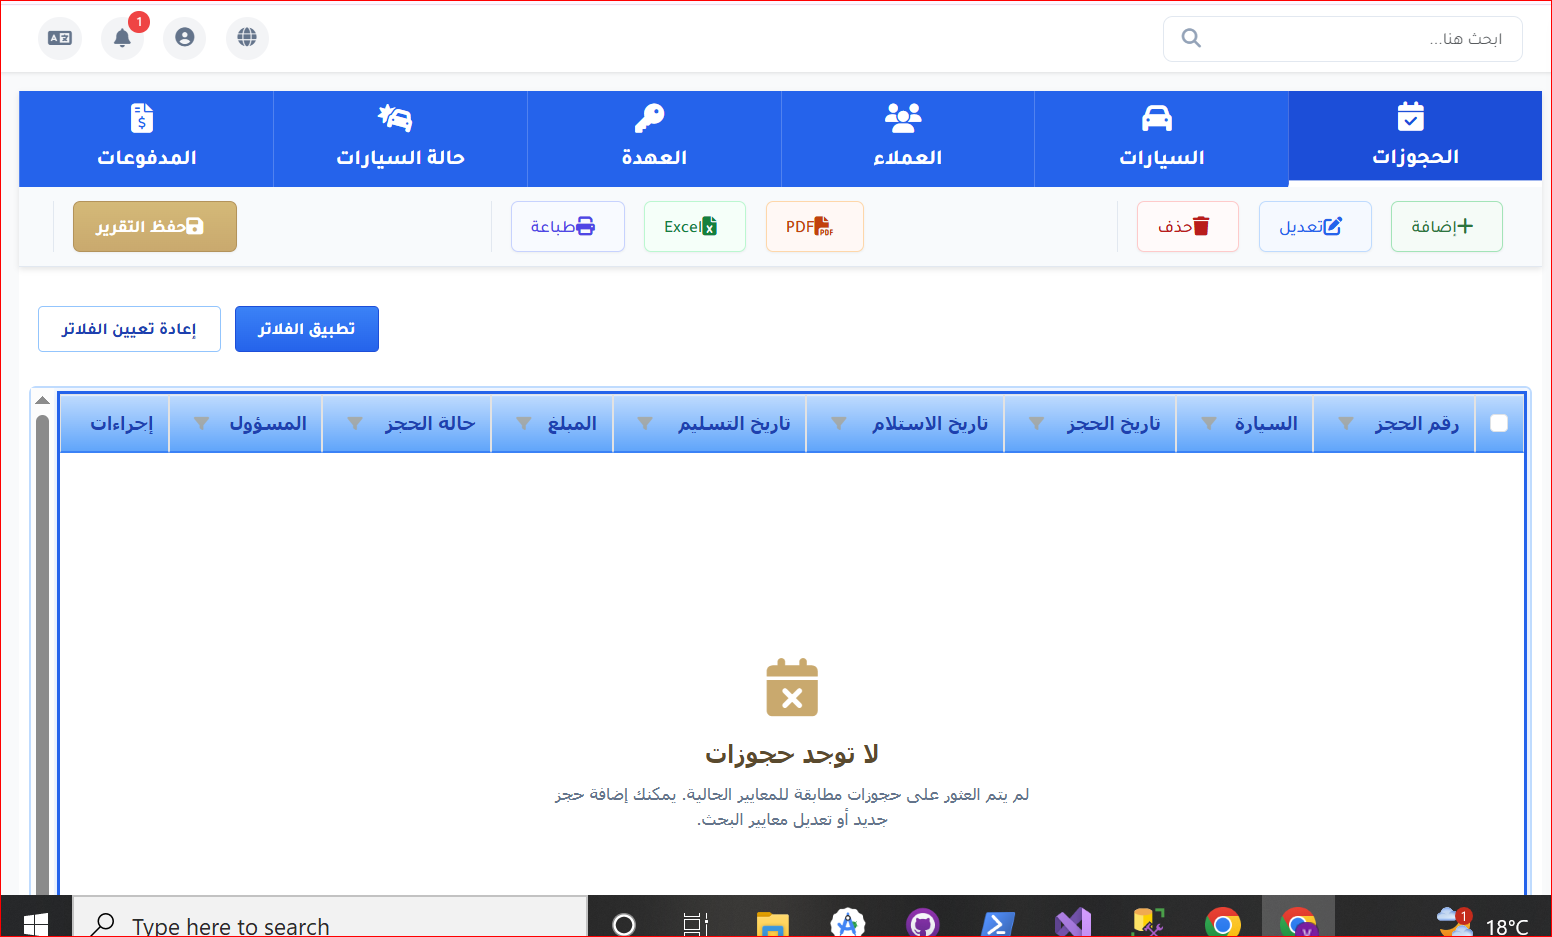 ابحث هنا...
1
الحجوزات
السيارات
العملاء
العهدة
حالة السيارات
المدفوعات
إضافة
تعديل
حذف
PDF
Excel
طباعة
حفظ التقرير
تطبيق الفلاتر
إعادة تعيين الفلاتر
رقم الحجز
السيارة
تاريخ الحجز
تاريخ الاستلام
تاريخ التسليم
المبلغ
حالة الحجز
المسؤول
إجراءات
لا توجد حجوزات
لم يتم العثور على حجوزات مطابقة للمعايير الحالية. يمكنك إضافة حجز
جديد أو تعديل معايير البحث.
Type here to search
1
18°C